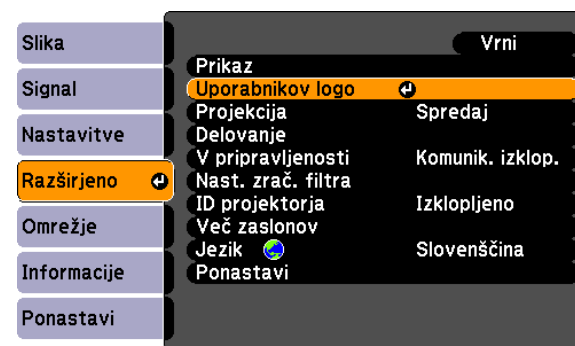 Slika
Signal
Nastavitve
Razširjeno
Omrežje
Informacije
Ponastavi
Vrni
Prikaz
Uporabnikov logo
Projekcija Spredaj
Delovanje
V pripravljenosti Komunik. izklop.
Nast. zrač. filtra
ID projektorja Izklopljeno
Več zaslonov
Jezik Slovenščina
Ponastavi